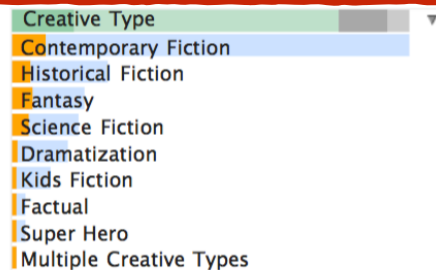 Creative Type
Contemporary Fiction
Historical Fiction
Fantasy
Science Fiction
Dramatization
Kids Fiction
Factual
Super Hero
Multiple Creative Types